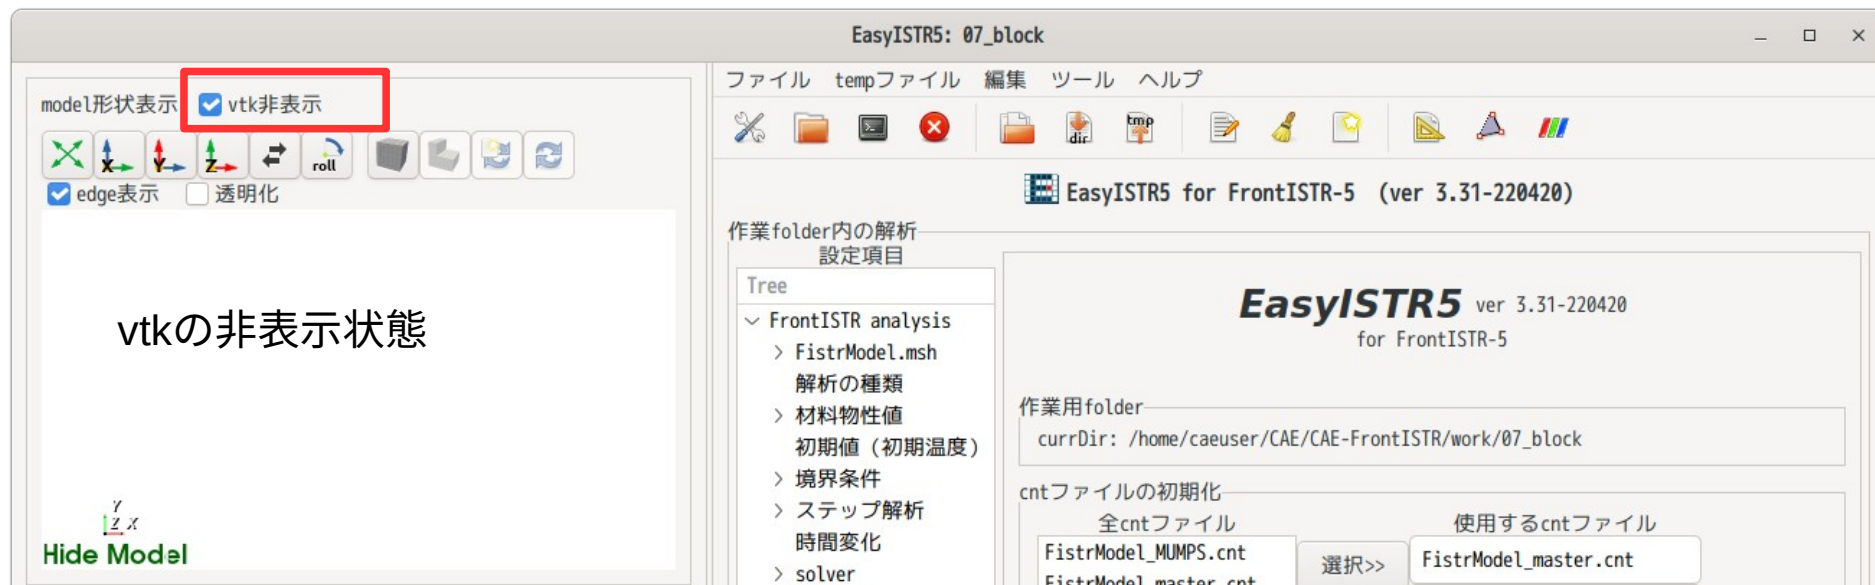 EasyISTR5: 07_block
model形状表示 vtk非表示
X Y Z roll
edge表示 透明化
vtkの非表示状態
Y
Z X
Hide Model
ファイル tempファイル 編集 ツール ヘルプ
dir tmp
EasyISTR5 for FrontISTR-5 (ver 3.31-220420)
作業folder内の解析
設定項目
Tree
FrontISTR analysis
FistrModel.msh
解析の種類
材料物性値
初期値（初期温度）
境界条件
ステップ解析
時間変化
solver
EasyISTR5 ver 3.31-220420
for FrontISTR-5
作業用folder
currDir: /home/caeuser/CAE/CAE-FrontISTR/work/07_block
cntファイルの初期化
全cntファイル 使用するcntファイル
FistrModel_MUMPS.cnt
選択>> FistrModel_master.cnt
FistrModel_master.cnt